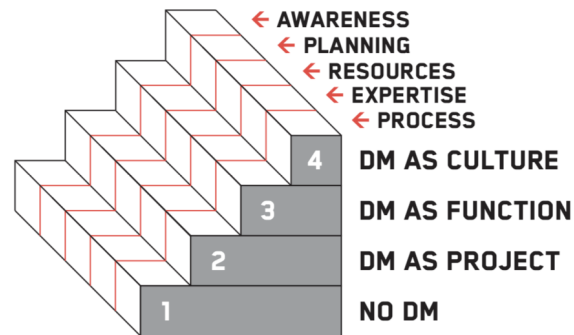 ← AWARENESS
← PLANNING
← RESOURCES
← EXPERTISE
← PROCESS
4 DM AS CULTURE
3 DM AS FUNCTION
2 DM AS PROJECT
1 NO DM